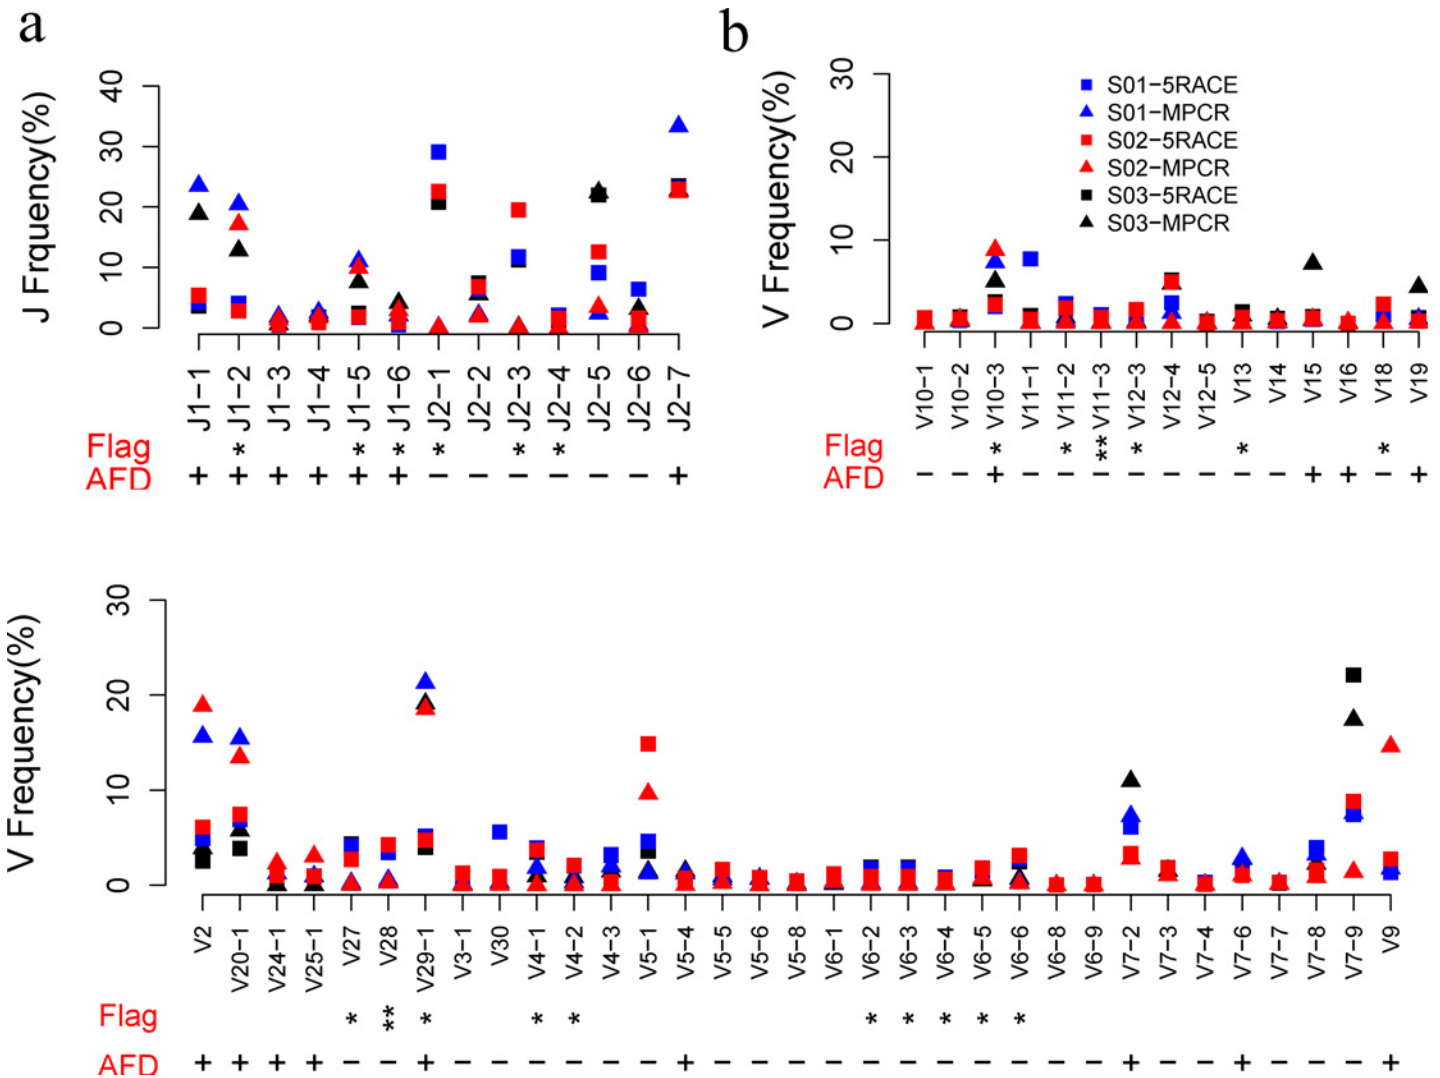 a
J Frquency(%)
0 10 20 30 40
J1−1 J1−2 J1−3 J1−4 J1−5 J1−6 J2−1 J2−2 J2−3 J2−4 J2−5 J2−6 J2−7
Flag * * * * * *
AFD + + + + + + − − − − − − +
b
V Frequency(%)
0 10 20 30
S01−5RACE
S01−MPCR
S02−5RACE
S02−MPCR
S03−5RACE
S03−MPCR
V10−1 V10−2 V10−3 V11−1 V11−2 V11−3 V12−3 V12−4 V12−5 V13 V14 V15 V16 V18 V19
Flag * * ** * * *
AFD − − + − − − − − − − − + + − +
V Frequency(%)
0 10 20 30
V2 V20−1 V24−1 V25−1 V27 V28 V29−1 V3−1 V30 V4−1 V4−2 V4−3 V5−1 V5−4 V5−5 V5−6 V5−8 V6−1 V6−2 V6−3 V6−4 V6−5 V6−6 V6−8 V6−9 V7−2 V7−3 V7−4 V7−6 V7−7 V7−8 V7−9 V9
Flag * ** * * * * * * * *
AFD + + + + − − + − − − − − − + − − − − − − − − − − − + − − + − − − +